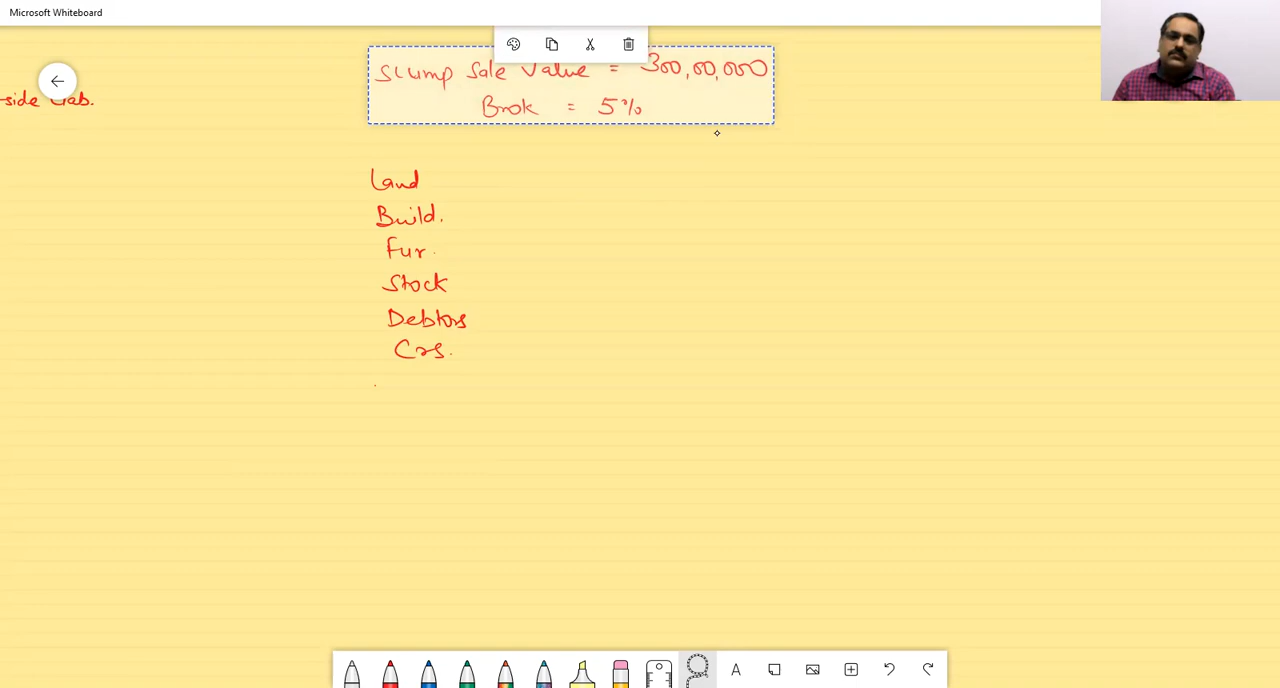 Microsoft Whiteboard
Slump Sale Value = 300,00,000
Brok = 5%
-side Liab.
Land
Build.
Fur.
Stock
Debtors
Crs.
A